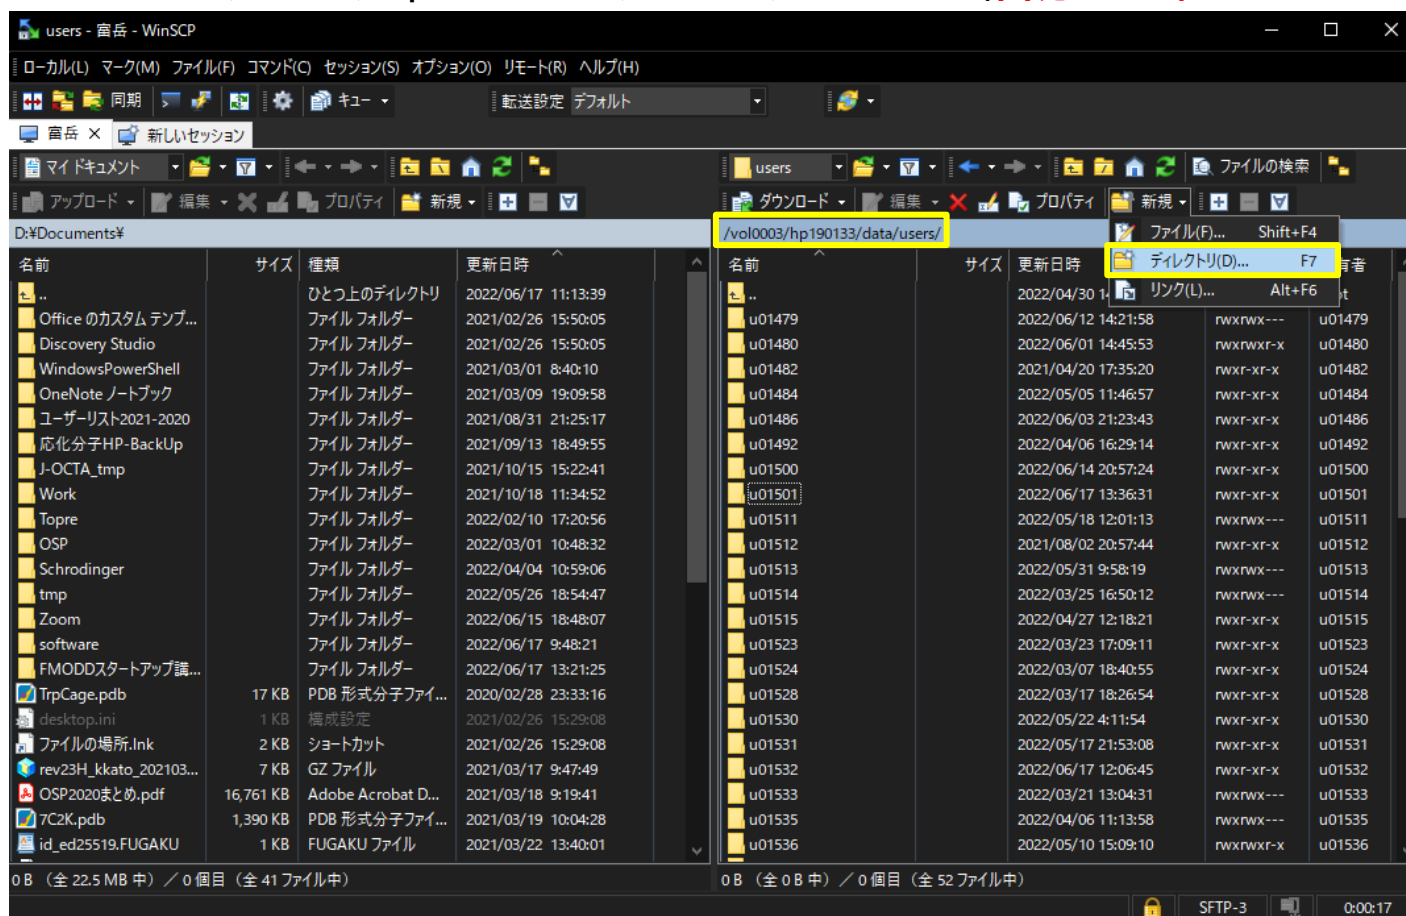 users - 富岳 - WinSCP
ローカル(L) マーク(M) ファイル(F) コマンド(C) セッション(S) オプション(O) リモート(R) ヘルプ(H)
同期 キュー 転送設定 デフォルト
富岳 × 新しいセッション
マイ ドキュメント users ファイルの検索
アップロード 編集 プロパティ 新規 ダウンロード 編集 プロパティ 新規
D:¥Documents¥ /vol0003/hp190133/data/users/
ファイル(F)... Shift+F4
ディレクトリ(D)... F7
リンク(L)... Alt+F6
名前 サイズ 種類 更新日時 名前 サイズ 更新日時 有者
.. ひとつ上のディレクトリ 2022/06/17 11:13:39 .. 2022/04/30
Office のカスタム テンプ... ファイル フォルダー 2021/02/26 15:50:05 u01479 2022/06/12 14:21:58 rwxrwx--- u01479
Discovery Studio ファイル フォルダー 2021/02/26 15:50:05 u01480 2022/06/01 14:45:53 rwxrwxr-x u01480
WindowsPowerShell ファイル フォルダー 2021/03/01 8:40:10 u01482 2021/04/20 17:35:20 rwxr-xr-x u01482
OneNote ノートブック ファイル フォルダー 2021/03/09 19:09:58 u01484 2022/05/05 11:46:57 rwxr-xr-x u01484
ユーザーリスト2021-2020 ファイル フォルダー 2021/08/31 21:25:17 u01486 2022/06/03 21:23:43 rwxr-xr-x u01486
応化分子HP-BackUp ファイル フォルダー 2021/09/13 18:49:55 u01492 2022/04/06 16:29:14 rwxr-xr-x u01492
J-OCTA_tmp ファイル フォルダー 2021/10/15 15:22:41 u01500 2022/06/14 20:57:24 rwxr-xr-x u01500
Work ファイル フォルダー 2021/10/18 11:34:52 u01501 2022/06/17 13:36:31 rwxr-xr-x u01501
Topre ファイル フォルダー 2022/02/10 17:20:56 u01511 2022/05/18 12:01:13 rwxrwx--- u01511
OSP ファイル フォルダー 2022/03/01 10:48:32 u01512 2021/08/02 20:57:44 rwxr-xr-x u01512
Schrodinger ファイル フォルダー 2022/04/04 10:59:06 u01513 2022/05/31 9:58:19 rwxrwx--- u01513
tmp ファイル フォルダー 2022/05/26 18:54:47 u01514 2022/03/25 16:50:12 rwxrwx--- u01514
Zoom ファイル フォルダー 2022/06/15 18:48:07 u01515 2022/04/27 12:18:21 rwxr-xr-x u01515
software ファイル フォルダー 2022/06/17 9:48:21 u01523 2022/03/23 17:09:11 rwxr-xr-x u01523
FMODDスタートアップ講... ファイル フォルダー 2022/06/17 13:21:25 u01524 2022/03/07 18:40:55 rwxr-xr-x u01524
TrpCage.pdb 17 KB PDB 形式分子ファイ... 2020/02/28 23:33:16 u01528 2022/03/17 18:26:54 rwxr-xr-x u01528
desktop.ini 1 KB 構成設定 2021/02/26 15:29:08 u01530 2022/05/22 4:11:54 rwxr-xr-x u01530
ファイルの場所.lnk 2 KB ショートカット 2021/02/26 15:29:08 u01531 2022/05/17 21:53:08 rwxr-xr-x u01531
rev23H_kkato_202103... 7 KB GZ ファイル 2021/03/17 9:47:49 u01532 2022/06/17 12:06:45 rwxr-xr-x u01532
OSP2020まとめ.pdf 16,761 KB Adobe Acrobat D... 2021/03/18 9:19:41 u01533 2022/03/21 13:04:31 rwxrwx--- u01533
7C2K.pdb 1,390 KB PDB 形式分子ファイ... 2021/03/19 10:04:28 u01535 2022/04/06 11:13:58 rwxrwx--- u01535
id_ed25519.FUGAKU 1 KB FUGAKU ファイル 2021/03/22 13:40:01 u01536 2022/05/10 15:09:10 rwxrwxr-x u01536
0 B （全 22.5 MB 中）／ 0 個目（全 41 ファイル中） 0 B （全 0 B 中）／ 0 個目（全 52 ファイル中）
SFTP-3 0:00:17